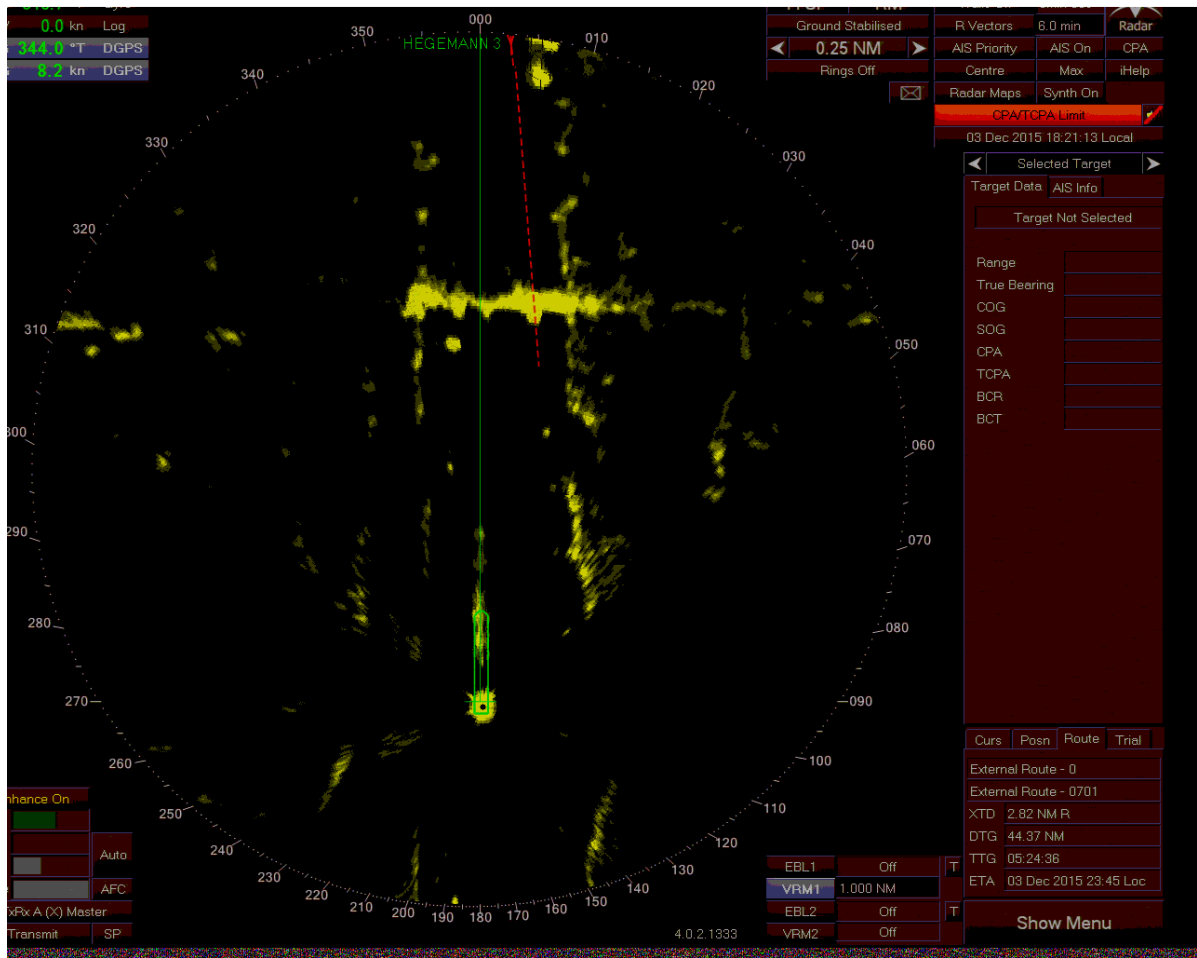 0.0 kn Log
344.0 °T DGPS
8.2 kn DGPS
HEGEMANN 3
000
010
020
030
040
050
060
070
080
090
100
110
120
130
140
150
160
170
180
190
200
210
220
230
240
250
260
270
280
290
300
310
320
330
340
350
Ground Stabilised
0.25 NM
Rings Off
R Vectors 6.0 min Radar
AIS Priority AIS On CPA
Centre Max iHelp
Radar Maps Synth On
CPA/TCPA Limit
03 Dec 2015 18:21:13 Local
Selected Target
Target Data AIS Info
Target Not Selected
Range
True Bearing
COG
SOG
CPA
TCPA
BCR
BCT
Curs Posn Route Trial
External Route - 0
External Route - 0701
XTD 2.82 NM R
DTG 44.37 NM
TTG 05:24:36
ETA 03 Dec 2015 23:45 Loc
Show Menu
nhance On
Auto
AFC
xRx A (X) Master
Transmit SP
4.0.2.1333
EBL1 Off T
VRM1 1.000 NM
EBL2 Off T
VRM2 Off